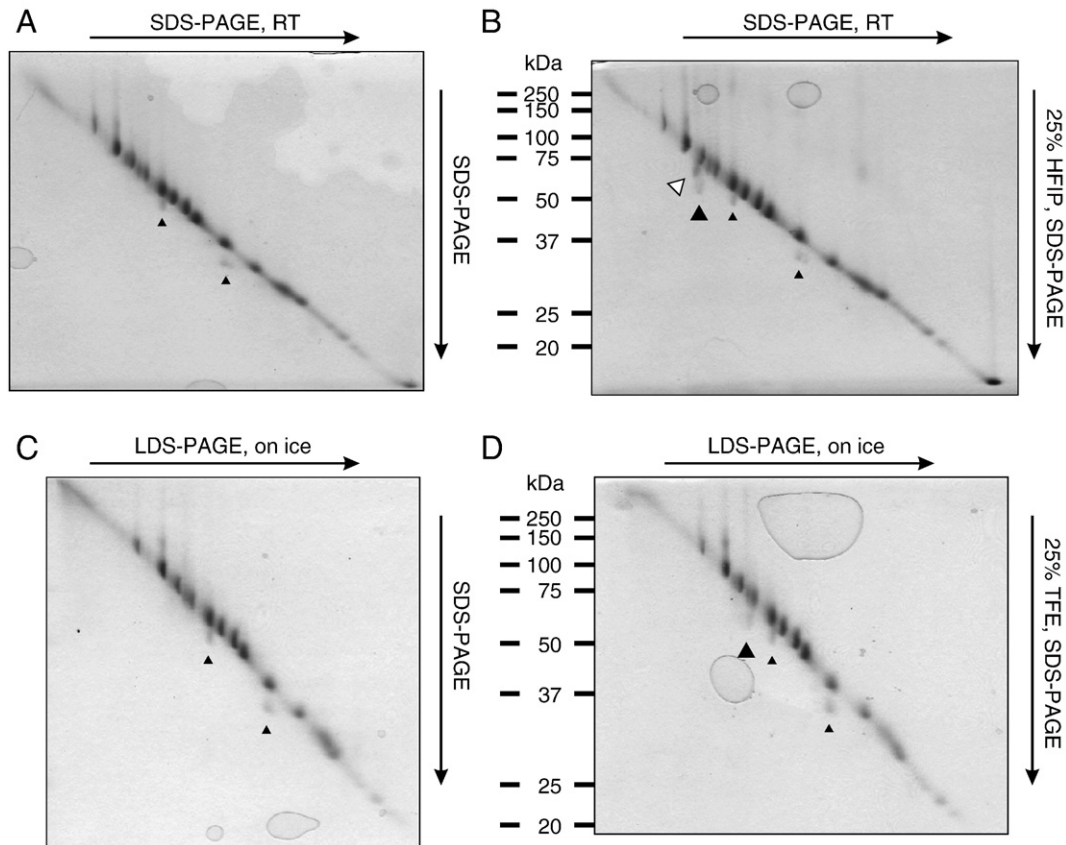 A
SDS-PAGE, RT
SDS-PAGE
B
SDS-PAGE, RT
kDa
250
150
100
75
50
37
25
20
25% HFIP, SDS-PAGE
C
LDS-PAGE, on ice
SDS-PAGE
D
LDS-PAGE, on ice
kDa
250
150
100
75
50
37
25
20
25% TFE, SDS-PAGE